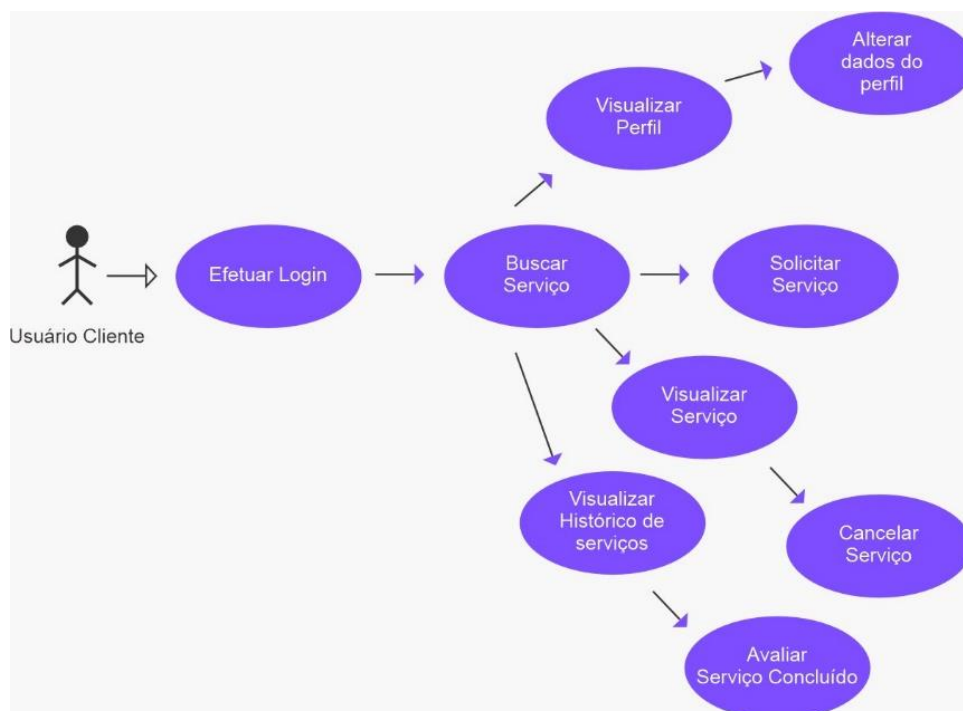 Alterar
dados do
perfil
Visualizar
Perfil
Efetuar Login
Buscar
Serviço
Solicitar
Serviço
Usuário Cliente
Visualizar
Serviço
Visualizar
Histórico de
serviços
Cancelar
Serviço
Avaliar
Serviço Concluído